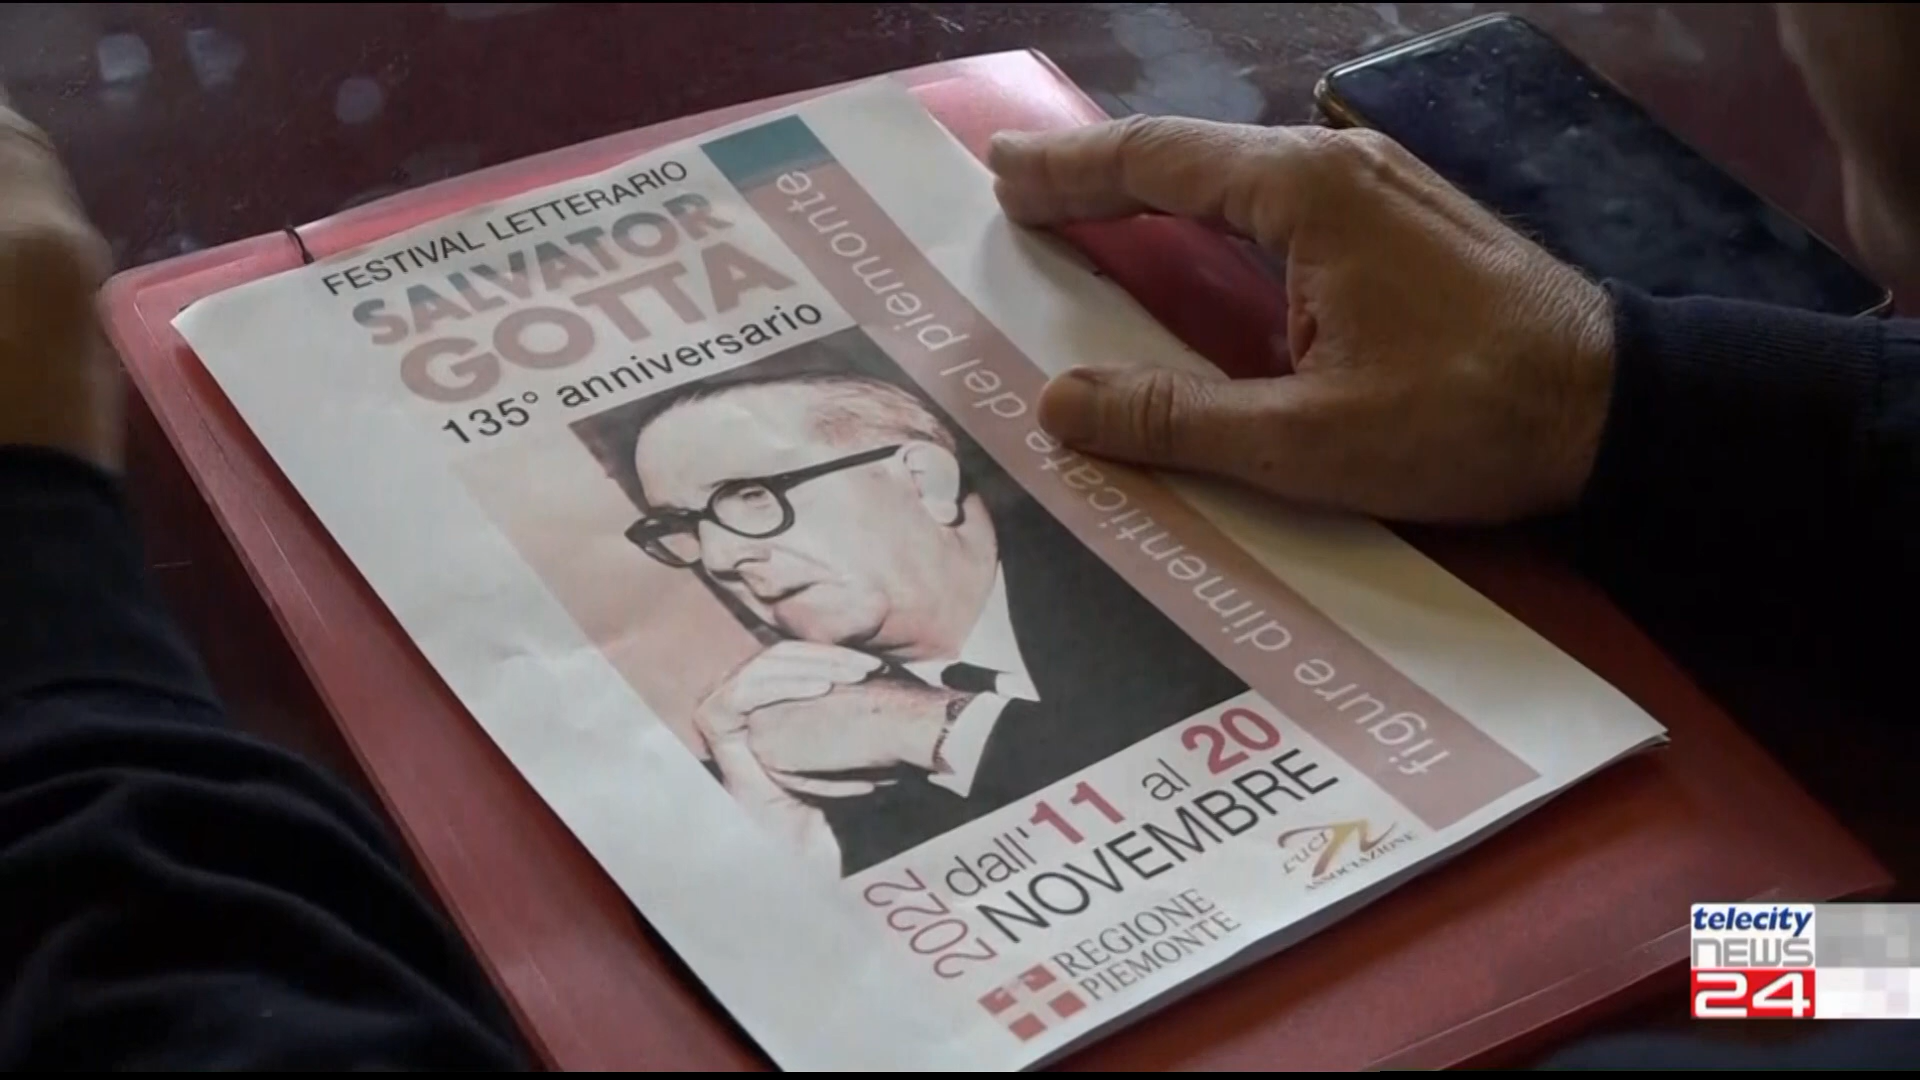 FESTIVAL LETTERARIO
SALVATOR
GOTTA
135° anniversario
figure dimenticate del piemonte
2022
dall'11 al 20
NOVEMBRE
REGIONE
PIEMONTE
ASSOCIAZIONE
telecity
NEWS
24